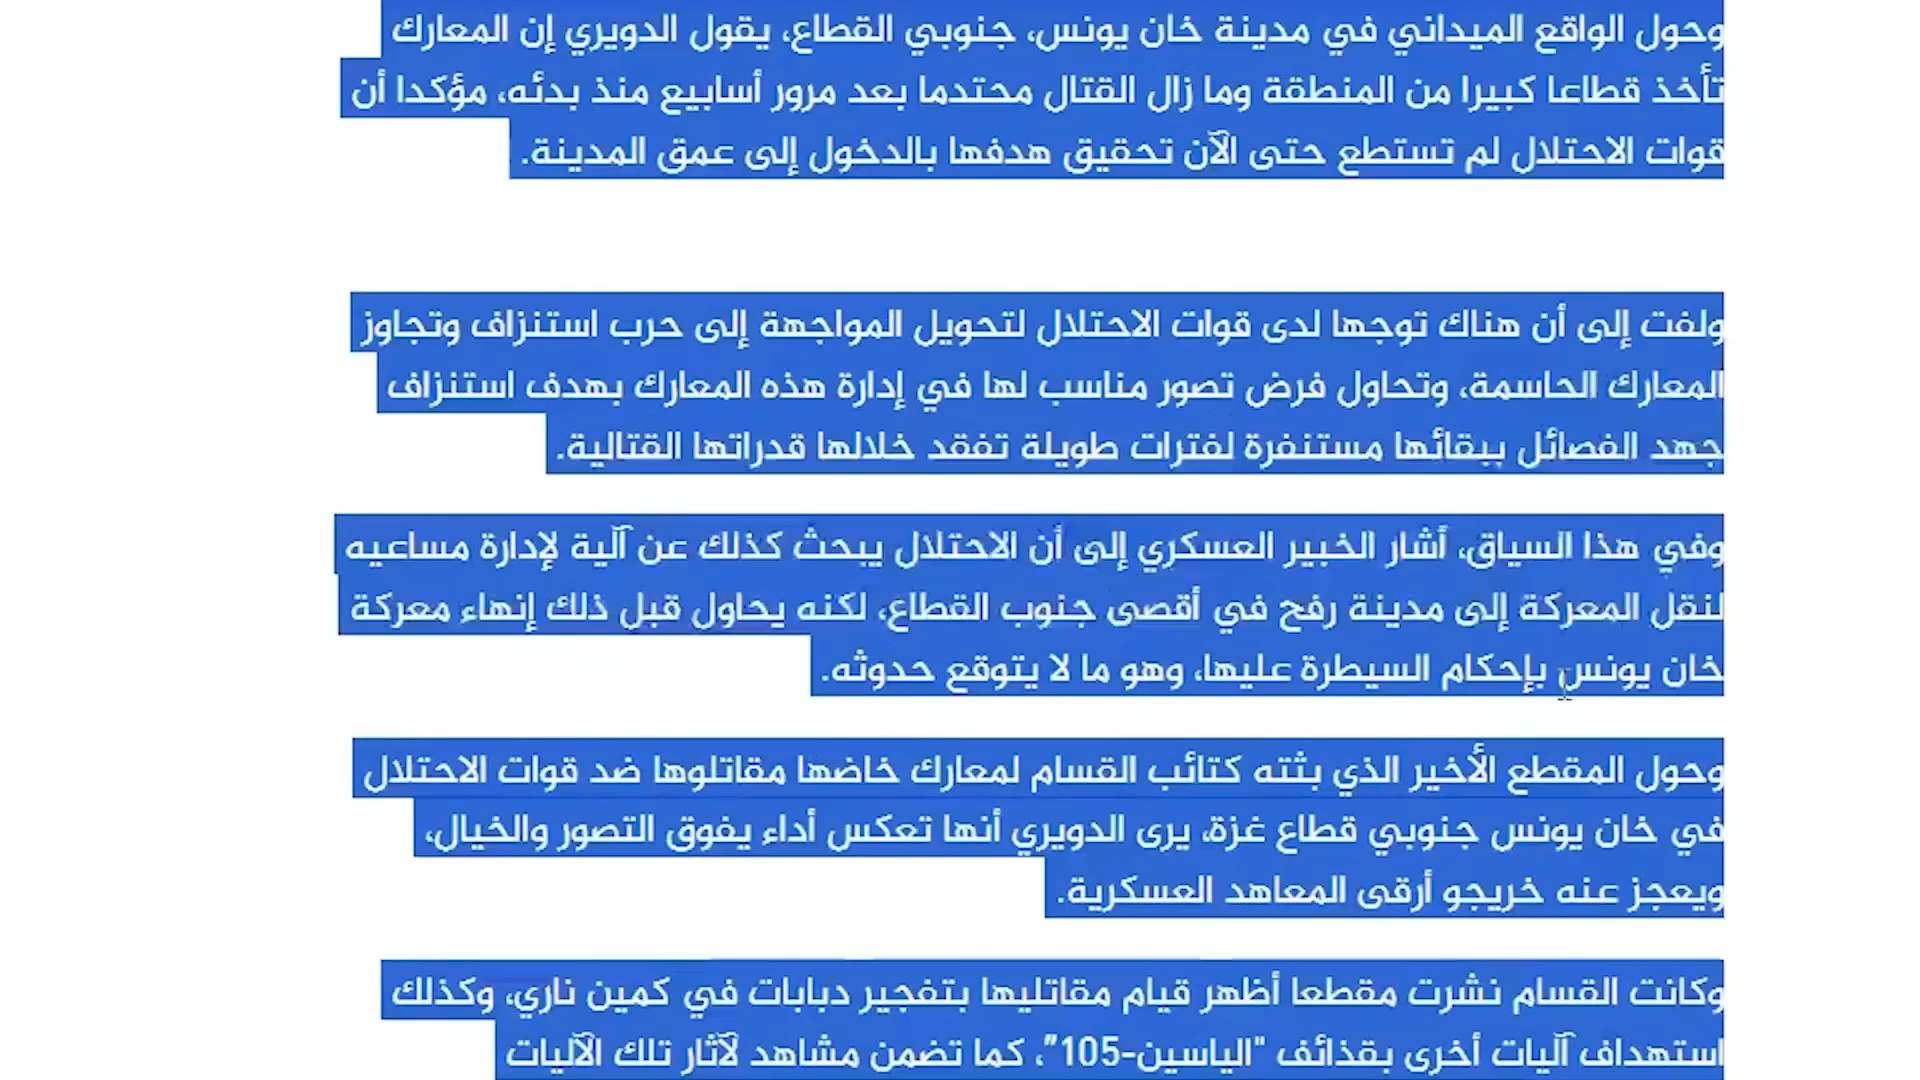 وحول الواقع الميداني في مدينة خان يونس، جنوبي القطاع، يقول الدويري إن المعارك
تأخذ قطاعا كبيرا من المنطقة وما زال القتال محتدما بعد مرور أسابيع منذ بدئه، مؤكدا أن
قوات الاحتلال لم تستطع حتى الآن تحقيق هدفها بالدخول إلى عمق المدينة.
ولفت إلى أن هناك توجها لدى قوات الاحتلال لتحويل المواجهة إلى حرب استنزاف وتجاوز
المعارك الحاسمة، وتحاول فرض تصور مناسب لها في إدارة هذه المعارك بهدف استنزاف
جهد الفصائل ببقائها مستنفرة لفترات طويلة تفقد خلالها قدراتها القتالية.
وفي هذا السياق، أشار الخبير العسكري إلى أن الاحتلال يبحث كذلك عن آلية لإدارة مساعيه
لنقل المعركة إلى مدينة رفح في أقصى جنوب القطاع، لكنه يحاول قبل ذلك إنهاء معركة
خان يونس بإحكام السيطرة عليها، وهو ما لا يتوقع حدوثه.
وحول المقطع الأخير الذي بثته كتائب القسام لمعارك خاضها مقاتلوها ضد قوات الاحتلال
في خان يونس جنوبي قطاع غزة، يرى الدويري أنها تعكس أداء يفوق التصور والخيال،
ويعجز عنه خريجو أرقى المعاهد العسكرية.
وكانت القسام نشرت مقطعا أظهر قيام مقاتليها بتفجير دبابات في كمين ناري، وكذلك
استهداف آليات أخرى بقذائف "الياسين-105"، كما تضمن مشاهد لآثار تلك الآليات